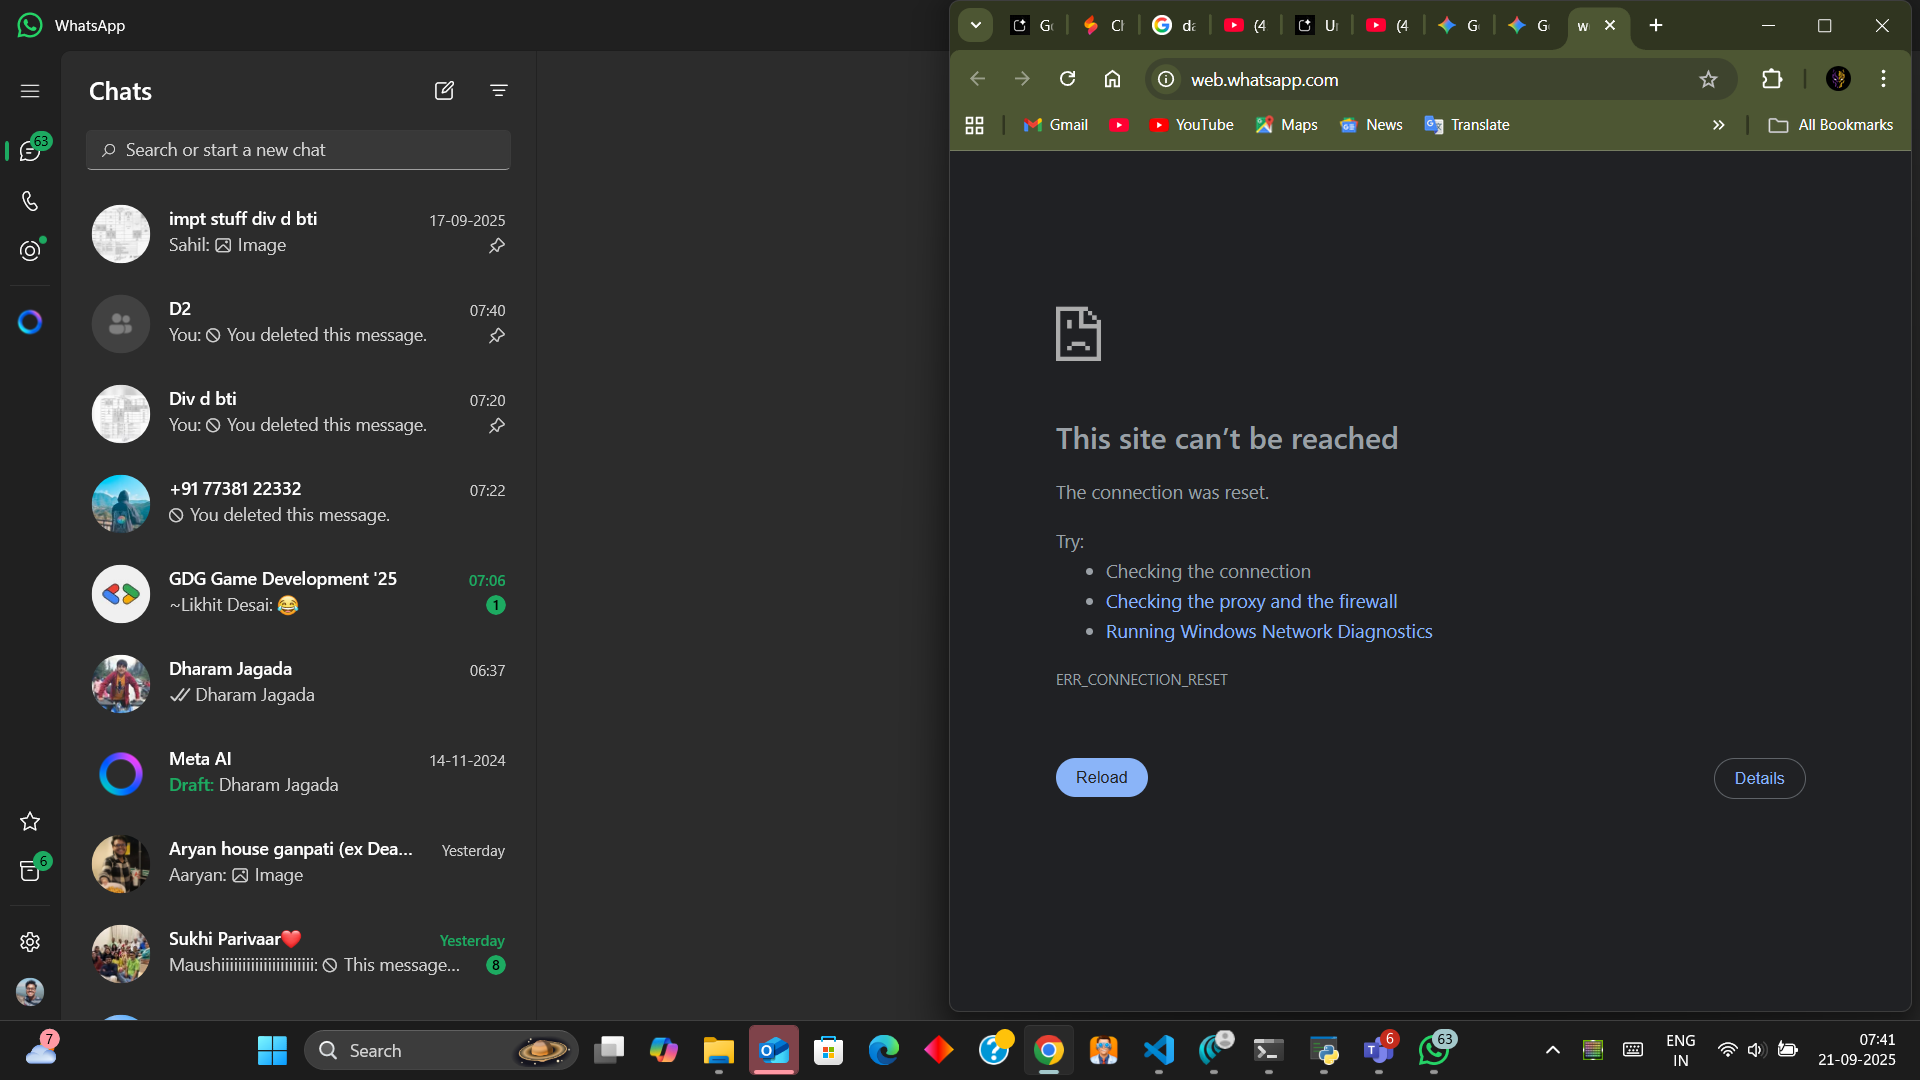 WhatsApp
Chats
Search or start a new chat
63
impt stuff div d bti
17-09-2025
Sahil: Image
D2
07:40
You: You deleted this message.
Div d bti
07:20
You: You deleted this message.
+91 77381 22332
07:22
You deleted this message.
GDG Game Development '25
07:06
~Likhit Desai: 😂
1
Dharam Jagada
06:37
Dharam Jagada
Meta AI
14-11-2024
Draft: Dharam Jagada
Aryan house ganpati (ex Dea...
Yesterday
Aaryan: Image
6
Sukhi Parivaar❤️
Yesterday
Maushiiiiiiiiiiiiiiiiiiiiii: This message...
8
(4
(4
web.whatsapp.com
Gmail
YouTube
Maps
News
Translate
All Bookmarks
This site can’t be reached
The connection was reset.
Try:
Checking the connection
Checking the proxy and the firewall
Running Windows Network Diagnostics
ERR_CONNECTION_RESET
Reload
Details
7
Search
6
63
ENG
IN
07:41
21-09-2025